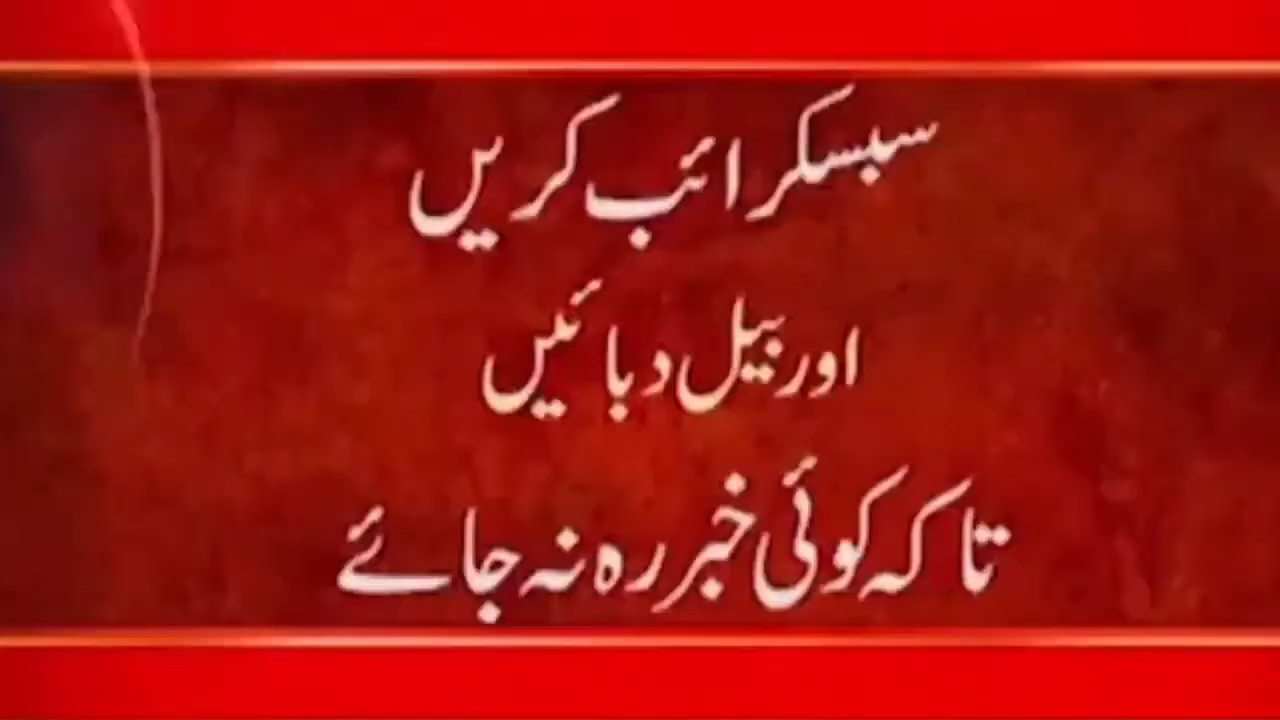 سبسکرائب کریں
اور بیل دبائیں
تاکہ کوئی خبر رہ نہ جائے